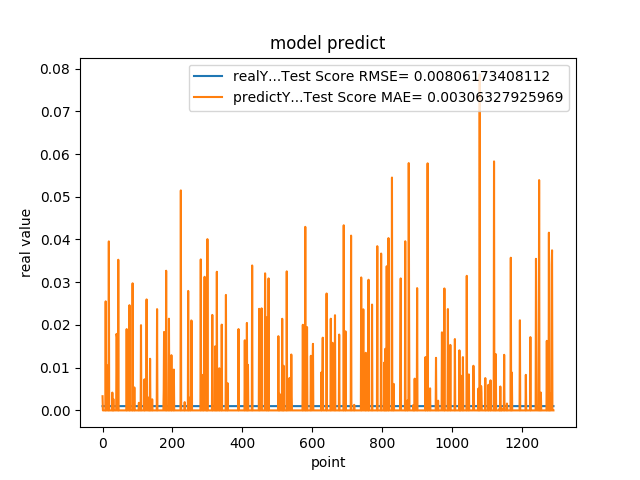 model predict
realY...Test Score RMSE= 0.00806173408112
predictY...Test Score MAE= 0.00306327925969
0.08
0.07
0.06
0.05
0.04
0.03
0.02
0.01
0.00
real value
0 200 400 600 800 1000 1200
point